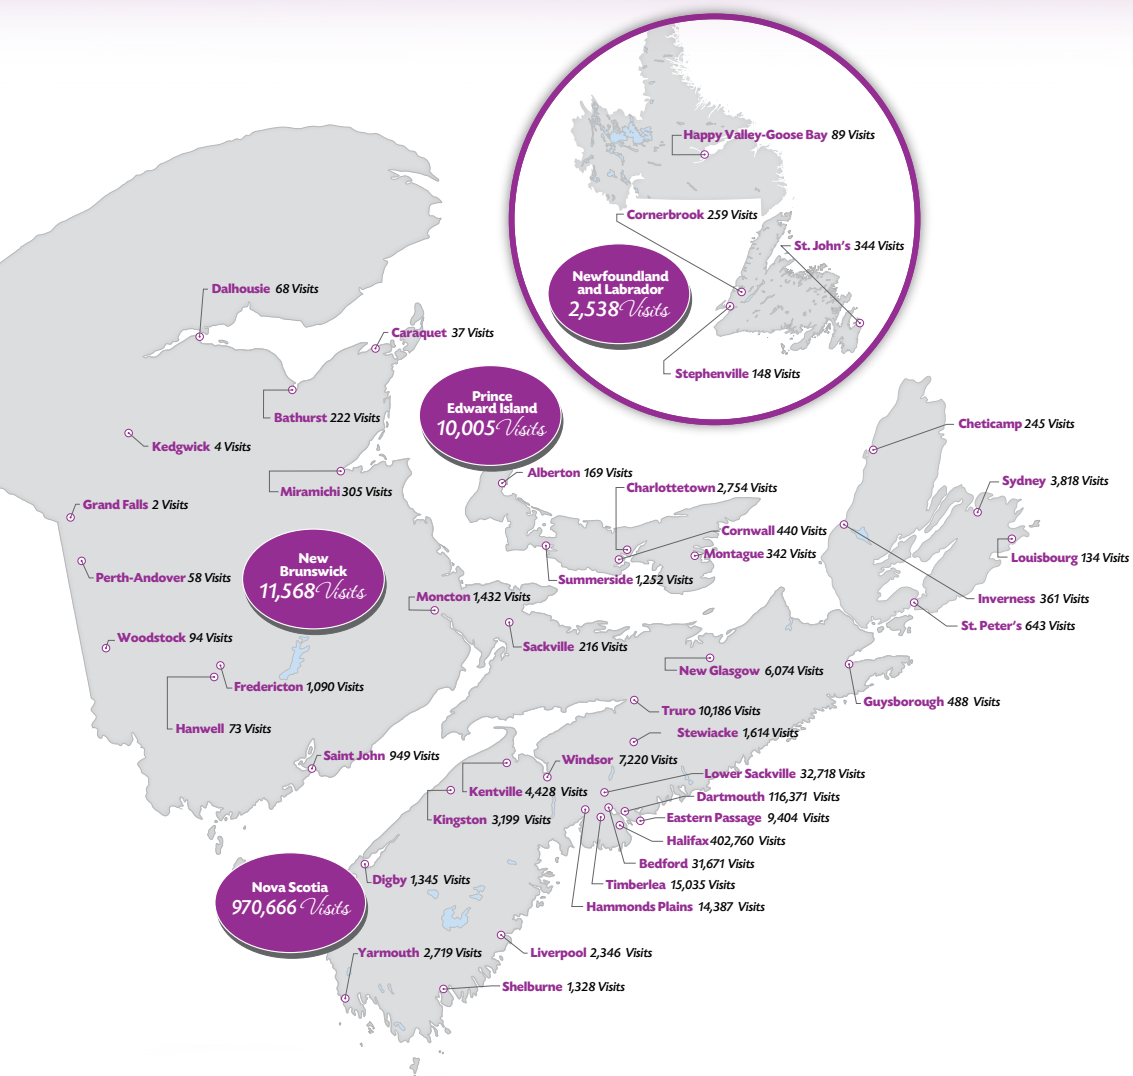 Happy Valley-Goose Bay 89 Visits
Cornerbrook 259 Visits
St. John's 344 Visits
Newfoundland
and Labrador
2,538 Visits
Stephenville 148 Visits
Dalhousie 68 Visits
Caraquet 37 Visits
Bathurst 222 Visits
Kedgwick 4 Visits
Miramichi 305 Visits
Grand Falls 2 Visits
Perth-Andover 58 Visits
New
Brunswick
11,568 Visits
Moncton 1,432 Visits
Woodstock 94 Visits
Sackville 216 Visits
Fredericton 1,090 Visits
Hanwell 73 Visits
Saint John 949 Visits
Prince
Edward Island
10,005 Visits
Alberton 169 Visits
Charlottetown 2,754 Visits
Cornwall 440 Visits
Montague 342 Visits
Summerside 1,252 Visits
Cheticamp 245 Visits
Sydney 3,818 Visits
Louisbourg 134 Visits
Inverness 361 Visits
St. Peter's 643 Visits
New Glasgow 6,074 Visits
Guysborough 488 Visits
Truro 10,186 Visits
Stewiacke 1,614 Visits
Windsor 7,220 Visits
Lower Sackville 32,718 Visits
Kentville 4,428 Visits
Dartmouth 116,371 Visits
Kingston 3,199 Visits
Eastern Passage 9,404 Visits
Halifax 402,760 Visits
Bedford 31,671 Visits
Digby 1,345 Visits
Timberlea 15,035 Visits
Hammonds Plains 14,387 Visits
Nova Scotia
970,666 Visits
Yarmouth 2,719 Visits
Liverpool 2,346 Visits
Shelburne 1,328 Visits